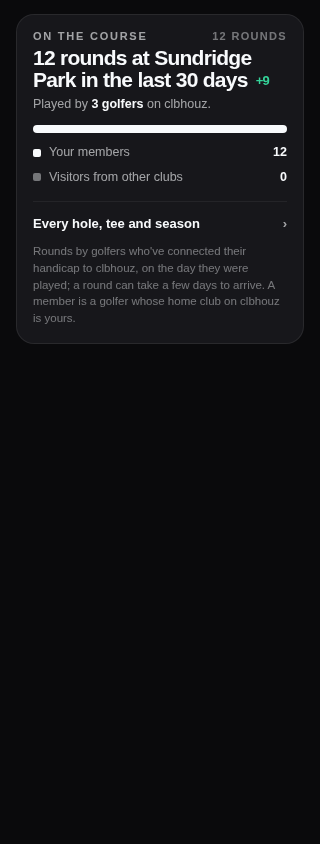 ON THE COURSE 12 ROUNDS
12 rounds at Sundridge
Park in the last 30 days +9
Played by 3 golfers on clbhouz.
Your members 12
Visitors from other clubs 0
Every hole, tee and season ›
Rounds by golfers who've connected their
handicap to clbhouz, on the day they were
played; a round can take a few days to arrive. A
member is a golfer whose home club on clbhouz
is yours.